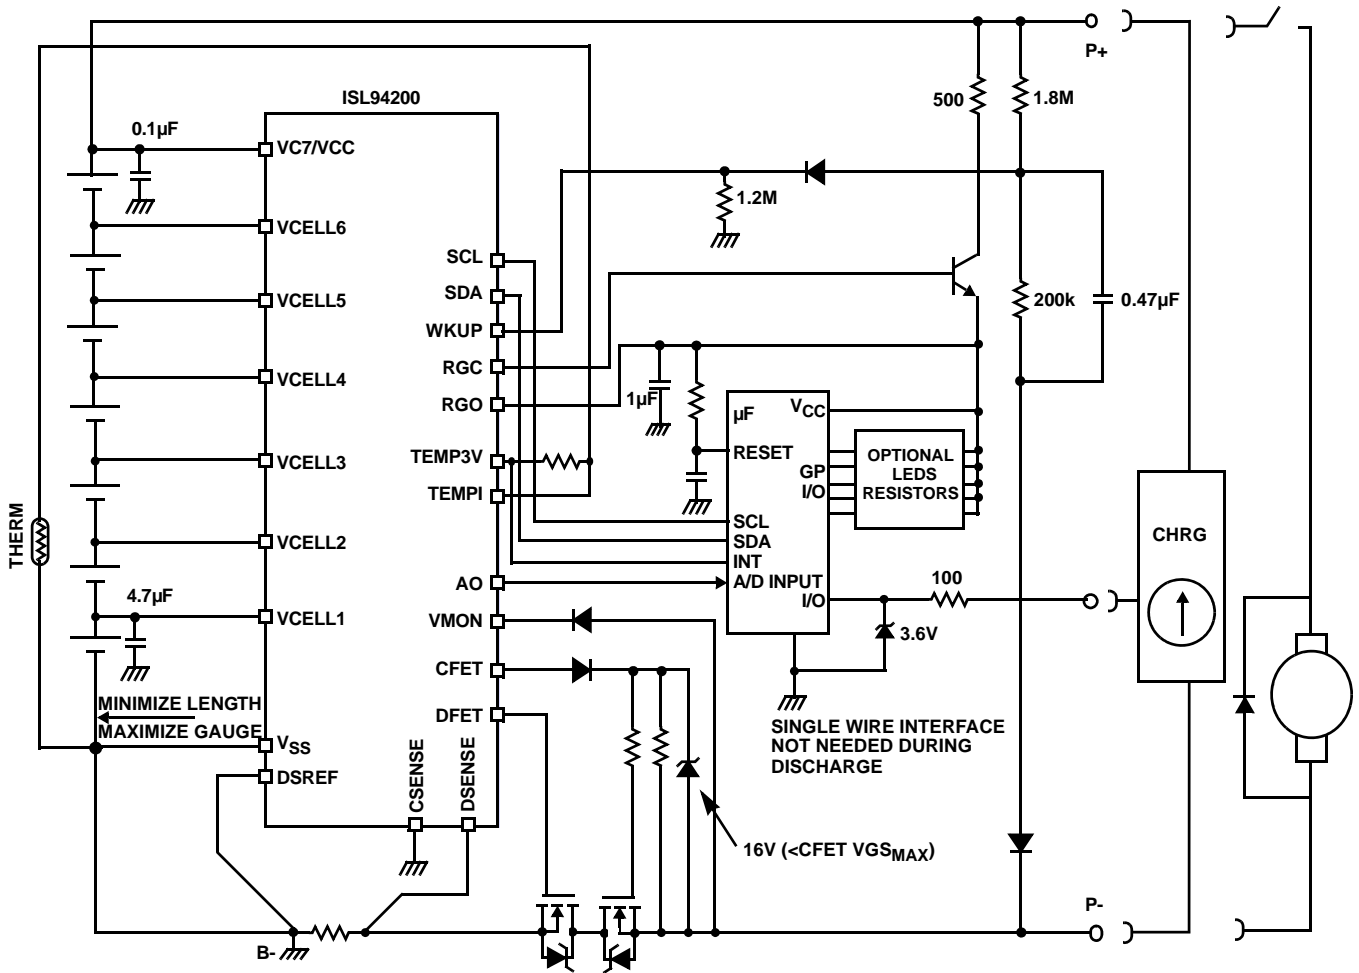 P+
ISL94200
500
1.8M
0.1µF
VC7/VCC
1.2M
VCELL6
SCL
SDA
WKUP
RGC
RGO
VCELL5
200k
0.47µF
VCELL4
1µF
µF
VCC
RESET
GP
I/O
OPTIONAL
LEDS
RESISTORS
TEMP3V
TEMPI
VCELL3
THERM
SCL
SDA
INT
A/D INPUT
I/O
CHRG
VCELL2
AO
100
4.7µF
VCELL1
VMON
3.6V
CFET
DFET
MINIMIZE LENGTH
MAXIMIZE GAUGE
VSS
DSREF
CSENSE
DSENSE
SINGLE WIRE INTERFACE
NOT NEEDED DURING
DISCHARGE
16V (<CFET VGSMAX)
P-
B-